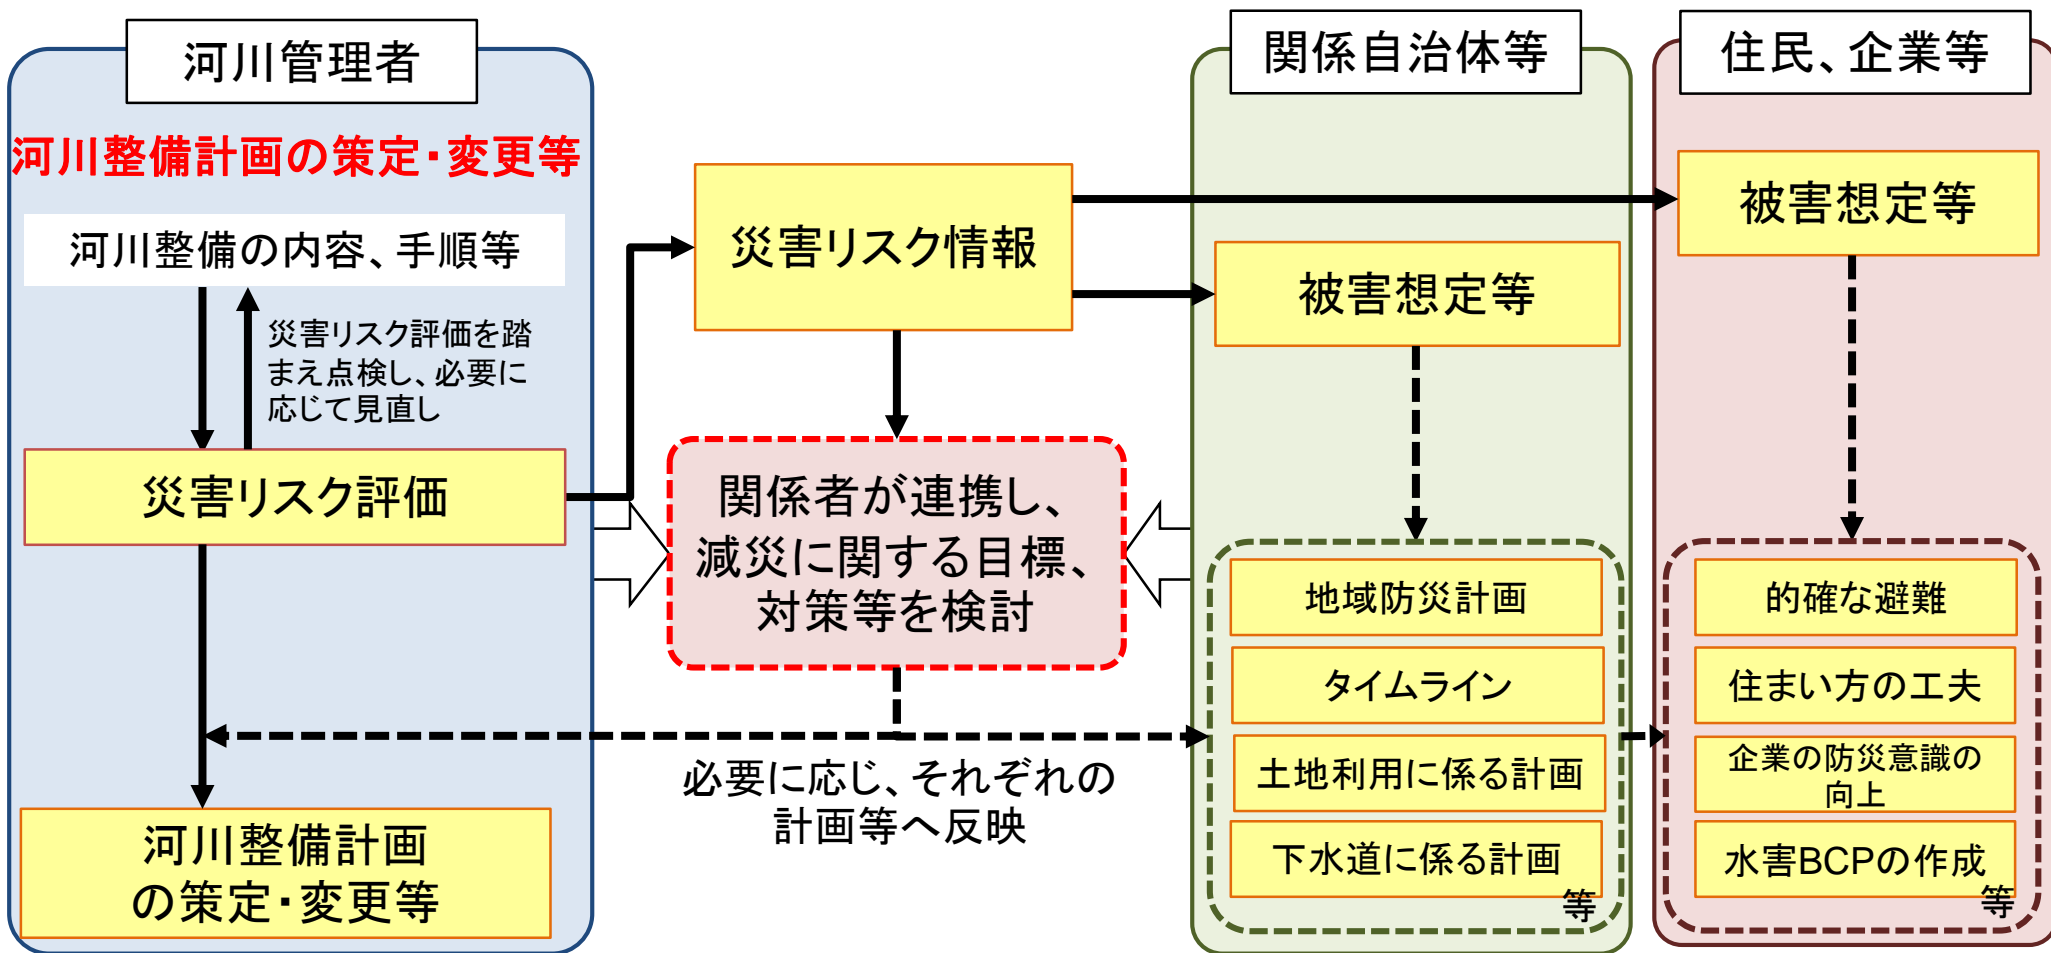 河川管理者
河川整備計画の策定・変更等
河川整備の内容、手順等
災害リスク評価を踏
まえ点検し、必要に
応じて見直し
災害リスク評価
河川整備計画
の策定・変更等
災害リスク情報
関係者が連携し、
減災に関する目標、
対策等を検討
必要に応じ、それぞれの
計画等へ反映
関係自治体等
被害想定等
地域防災計画
タイムライン
土地利用に係る計画
下水道に係る計画
等
住民、企業等
被害想定等
的確な避難
住まい方の工夫
企業の防災意識の
向上
水害BCPの作成
等